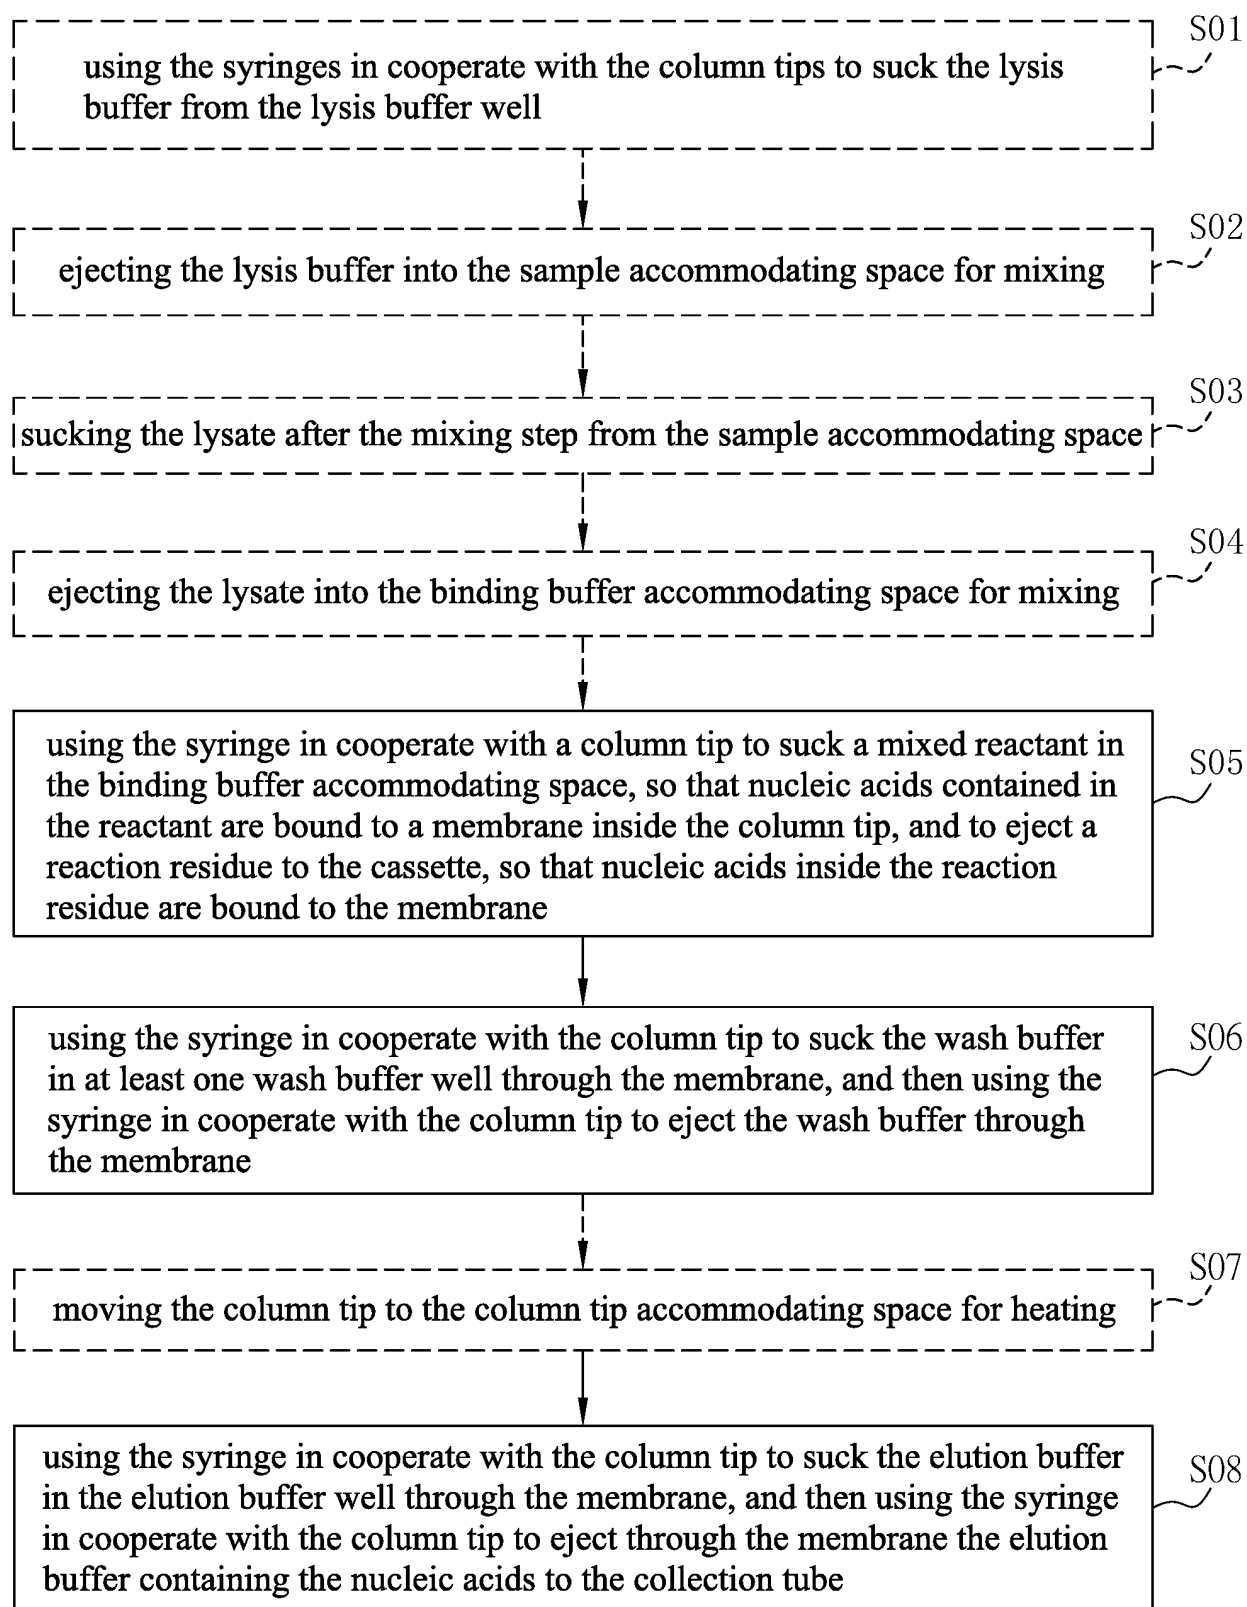 S01
using the syringes in cooperate with the column tips to suck the lysis
buffer from the lysis buffer well
S02
ejecting the lysis buffer into the sample accommodating space for mixing
S03
sucking the lysate after the mixing step from the sample accommodating space
S04
ejecting the lysate into the binding buffer accommodating space for mixing
using the syringe in cooperate with a column tip to suck a mixed reactant in
the binding buffer accommodating space, so that nucleic acids contained in
the reactant are bound to a membrane inside the column tip, and to eject a
reaction residue to the cassette, so that nucleic acids inside the reaction
residue are bound to the membrane
S05
using the syringe in cooperate with the column tip to suck the wash buffer
in at least one wash buffer well through the membrane, and then using the
syringe in cooperate with the column tip to eject the wash buffer through
the membrane
S06
S07
moving the column tip to the column tip accommodating space for heating
using the syringe in cooperate with the column tip to suck the elution buffer
in the elution buffer well through the membrane, and then using the syringe
in cooperate with the column tip to eject through the membrane the elution
buffer containing the nucleic acids to the collection tube
S08